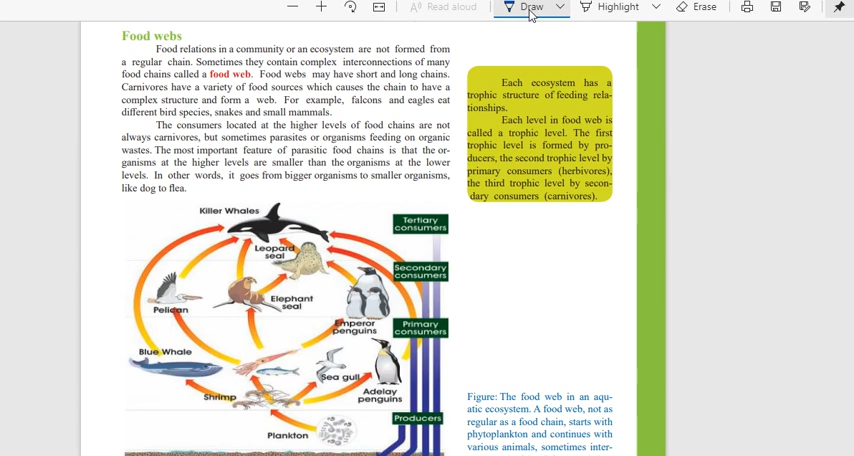 Read aloud
Draw
Highlight
Erase
Food webs
Food relations in a community or an ecosystem are not formed from
a regular chain. Sometimes they contain complex interconnections of many
food chains called a food web. Food webs may have short and long chains.
Carnivores have a variety of food sources which causes the chain to have a
complex structure and form a web. For example, falcons and eagles eat
different bird species, snakes and small mammals.
The consumers located at the higher levels of food chains are not
always carnivores, but sometimes parasites or organisms feeding on organic
wastes. The most important feature of parasitic food chains is that the or-
ganisms at the higher levels are smaller than the organisms at the lower
levels. In other words, it goes from bigger organisms to smaller organisms,
like dog to flea.
Each ecosystem has a
trophic structure of feeding rela-
tionships.
Each level in food web is
called a trophic level. The first
trophic level is formed by pro-
ducers, the second trophic level by
primary consumers (herbivores),
the third trophic level by secon-
dary consumers (carnivores).
Killer Whales
Tertiary
consumers
Leopard
seal
Secondary
consumers
Elephant
seal
Pelican
Emperor
penguins
Primary
consumers
Blue Whale
Sea gull
Shrimp
Adelay
penguins
Producers
Plankton
Figure: The food web in an aqu-
atic ecosystem. A food web, not as
regular as a food chain, starts with
phytoplankton and continues with
various animals, sometimes inter-